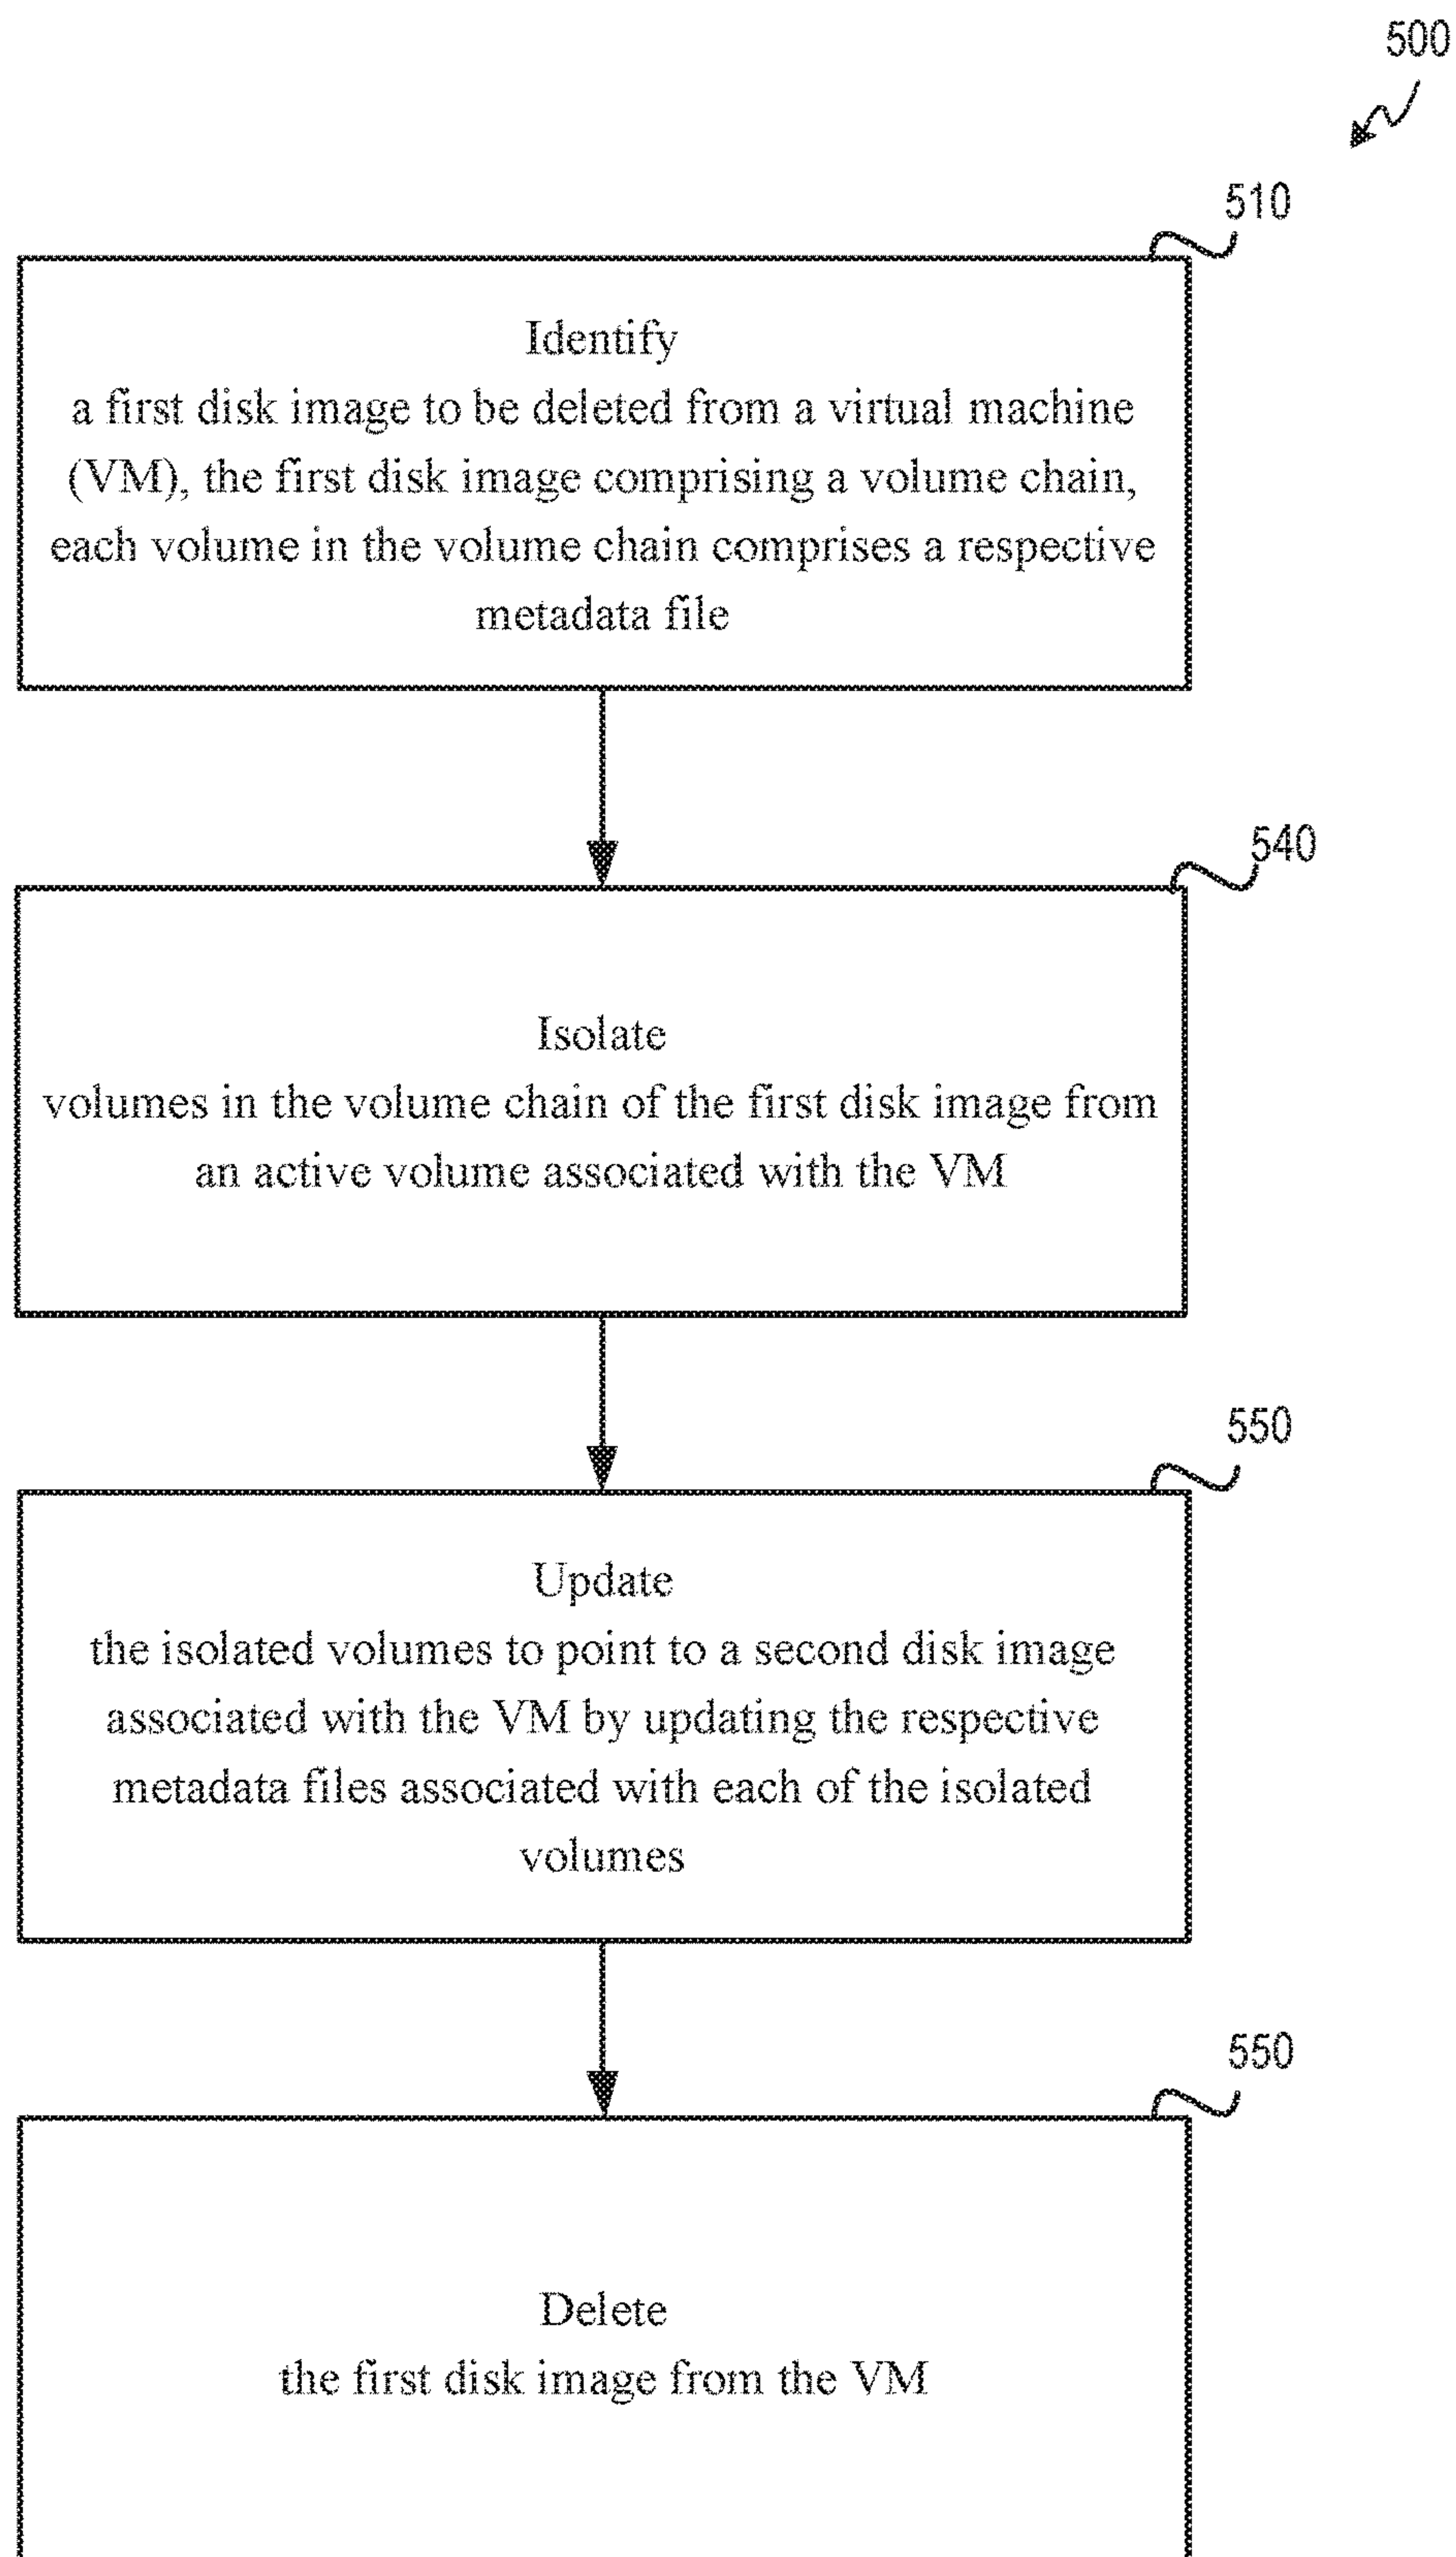 500
510
Identify
a first disk image to be deleted from a virtual machine
(VM), the first disk image comprising a volume chain,
each volume in the volume chain comprises a respective
metadata file
540
Isolate
volumes in the volume chain of the first disk image from
an active volume associated with the VM
550
Update
the isolated volumes to point to a second disk image
associated with the VM by updating the respective
metadata files associated with each of the isolated
volumes
550
Delete
the first disk image from the VM